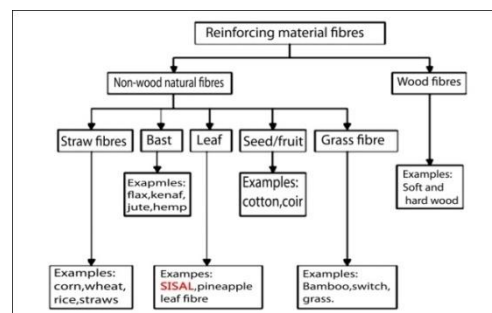 Reinforcing material fibres
Non-wood natural fibres
Wood fibres
Straw fibres
Bast
Leaf
Seed/fruit
Grass fibre
Exapmles:
flax,kenaf,
jute,hemp
Examples:
cotton,coir
Examples:
Soft and
hard wood
Examples:
corn,wheat,
rice,straws
Exampes:
SISAL,pineapple
leaf fibre
Examples:
Bamboo,switch,
grass.